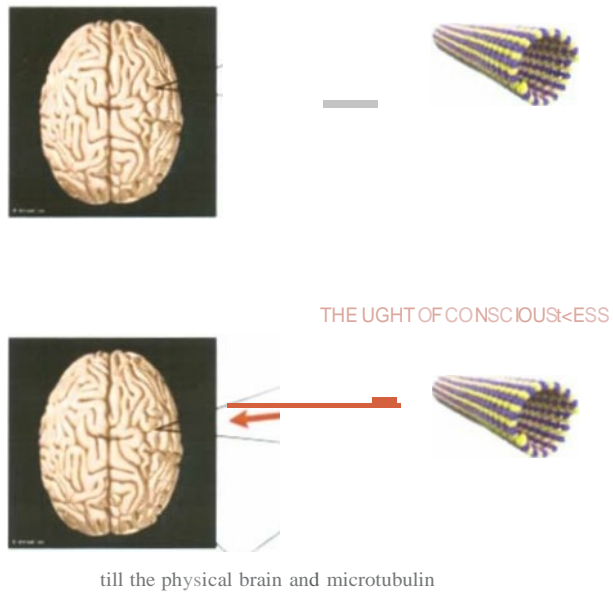 THE UGHT OF CONSCIOUSt<ESS
till the physical brain and microtubulin